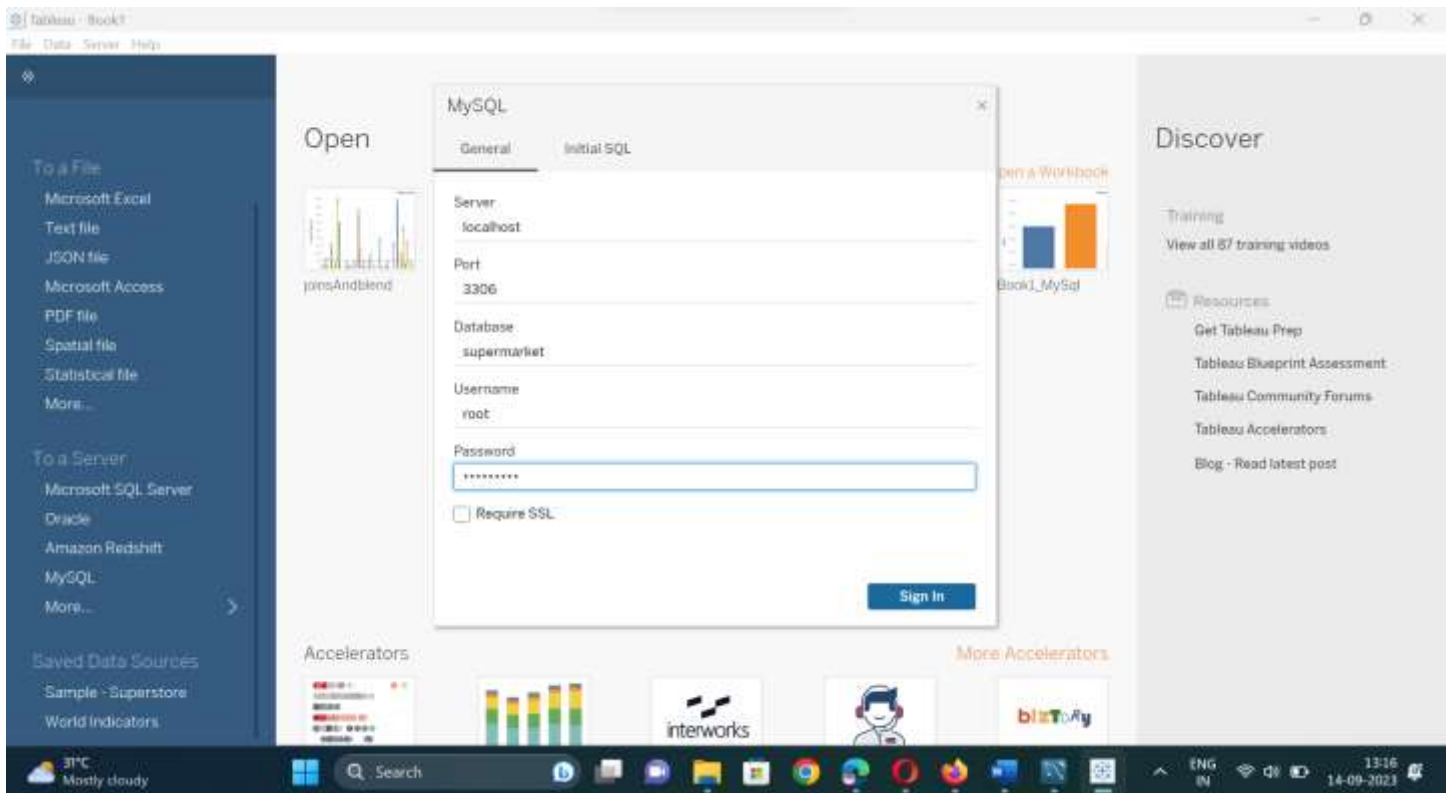 Tableau - Book1
File Data Server Help
To a File
Microsoft Excel
Text file
JSON file
Microsoft Access
PDF file
Spatial file
Statistical file
More...
To a Server
Microsoft SQL Server
Oracle
Amazon Redshift
MySQL
More...
Saved Data Sources
Sample - Superstore
World Indicators
Open
joinsAndblend
MySQL
General
Initial SQL
Server
localhost
Port
3306
Database
supermarket
Username
root
Password
•••••••••
Require SSL
Sign In
pen a Workbook
Book1_MySql
Accelerators
More Accelerators
interworks
bizTory
Discover
Training
View all 87 training videos
Resources
Get Tableau Prep
Tableau Blueprint Assessment
Tableau Community Forums
Tableau Accelerators
Blog - Read latest post
31°C
Mostly cloudy
Search
ENG
IN
13:16
14-09-2023